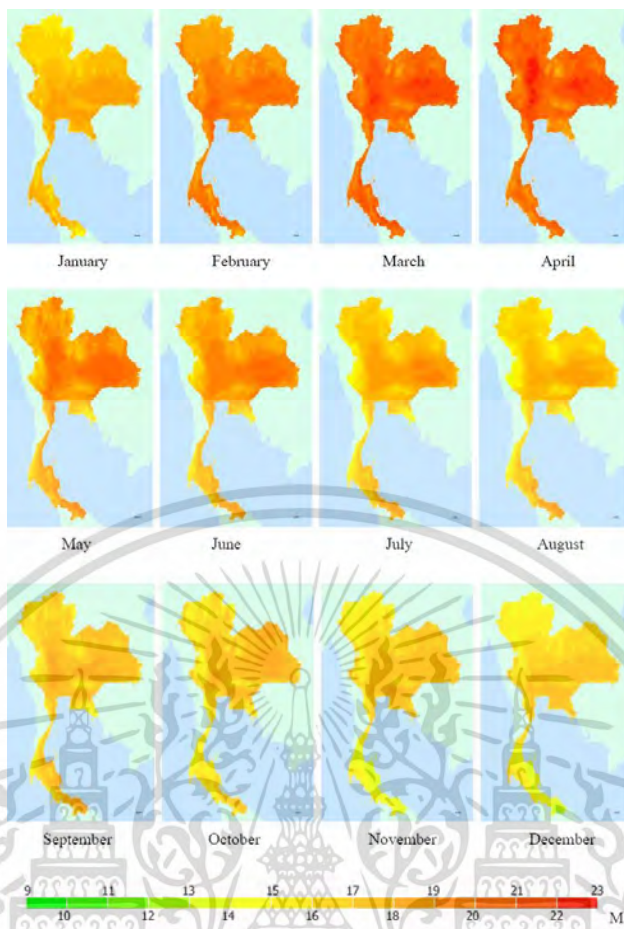 January February March April
May June July August
September October November December
9 11 13 15 17 19 21 23
10 12 14 16 18 20 22 M